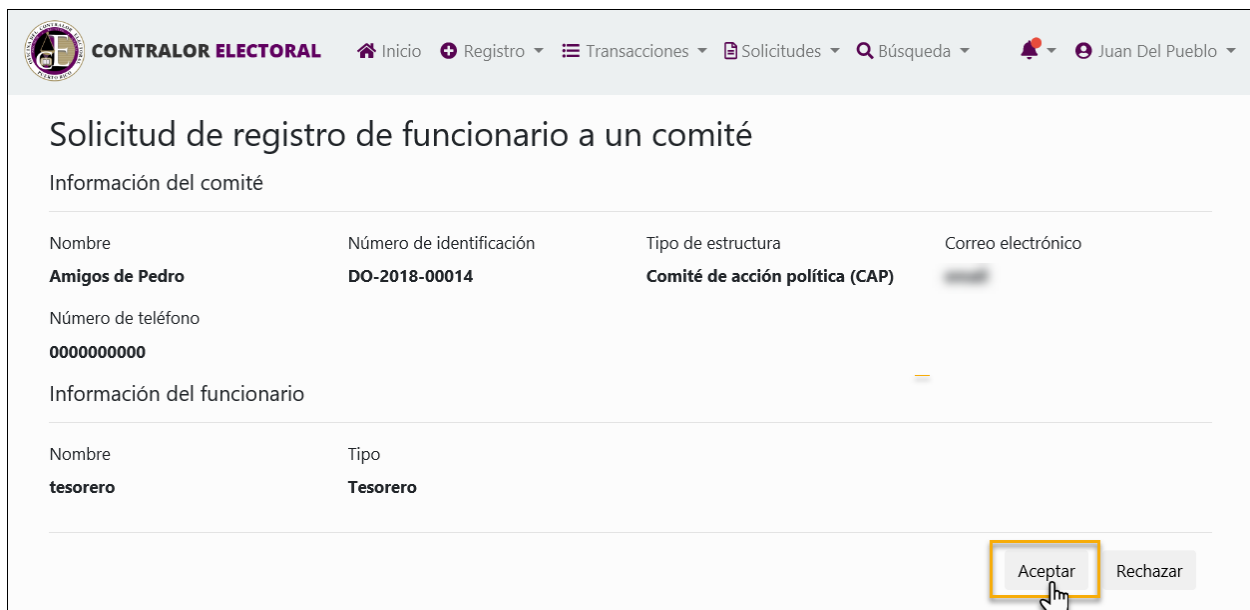 CONTRALOR ELECTORAL Inicio Registro Transacciones Solicitudes Búsqueda Juan Del Pueblo
Solicitud de registro de funcionario a un comité
Información del comité
Nombre Número de identificación Tipo de estructura Correo electrónico
Amigos de Pedro DO-2018-00014 Comité de acción política (CAP)
Número de teléfono
0000000000
Información del funcionario
Nombre Tipo
tesorero Tesorero
Aceptar Rechazar